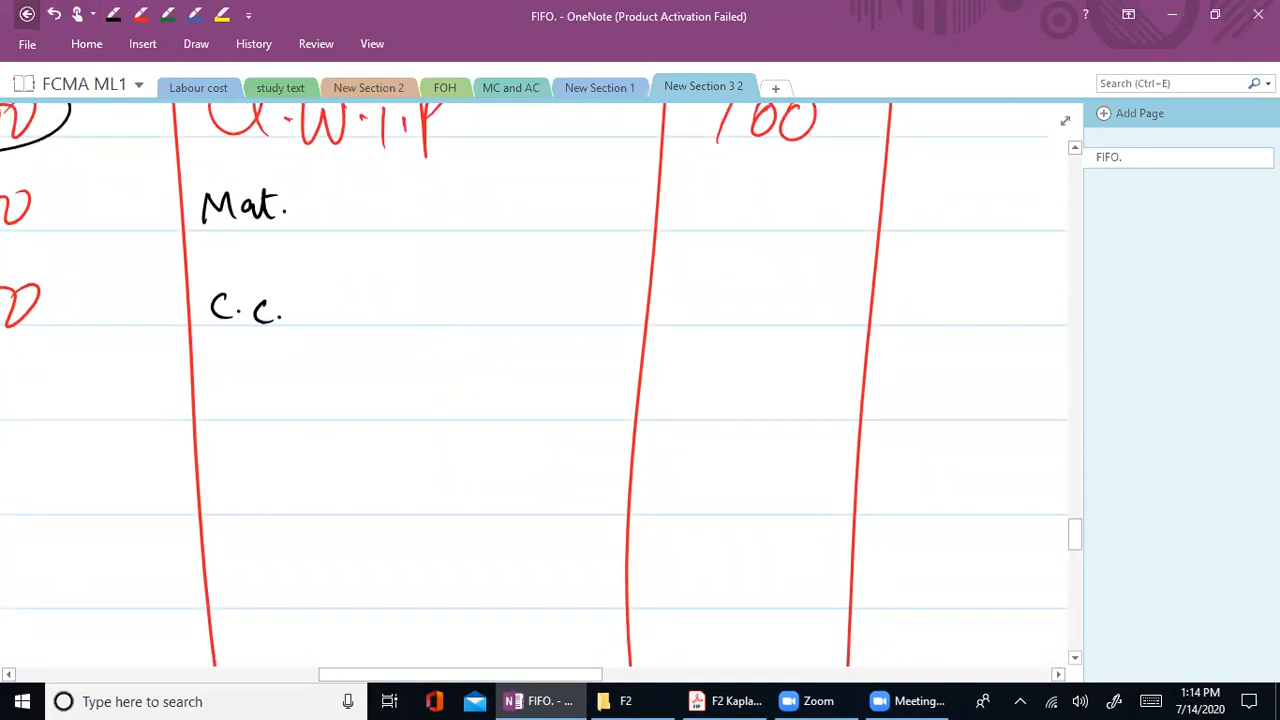 FIFO. - OneNote (Product Activation Failed)
?
File Home Insert Draw History Review View
FCMA ML1 Labour cost study text New Section 2 FOH MC and AC New Section 1 New Section 3 2 Search (Ctrl+E)
Add Page
FIFO.
Mat.
C.C.
Type here to search
FIFO. - ...
F2
F2 Kapla...
Zoom
Meeting...
1:14 PM
7/14/2020